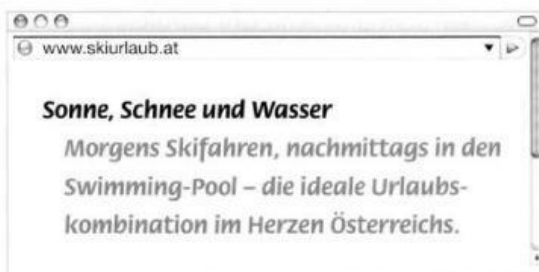 www.skiurlaub.at
Sonne, Schnee und Wasser
Morgens Skifahren, nachmittags in den
Swimming-Pool – die ideale Urlaubs-
kombination im Herzen Österreichs.